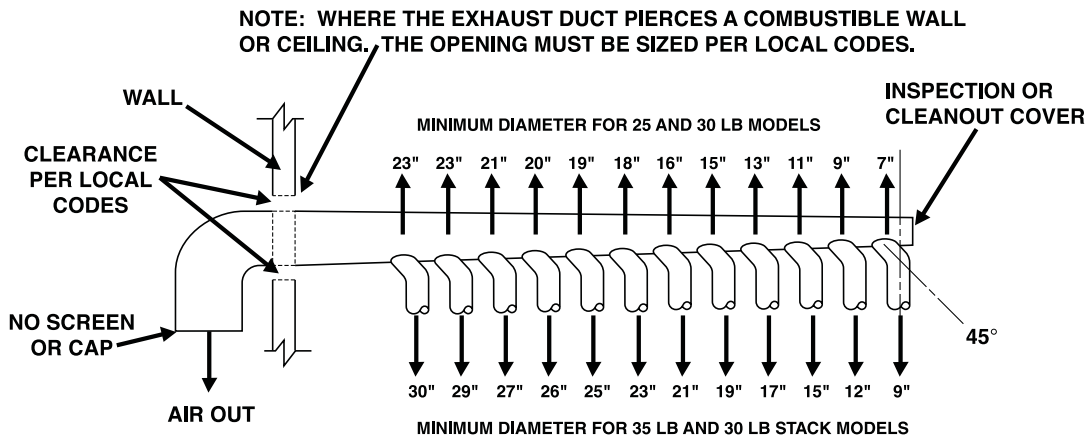 NOTE: WHERE THE EXHAUST DUCT PIERCES A COMBUSTIBLE WALL
OR CEILING. THE OPENING MUST BE SIZED PER LOCAL CODES.
WALL
INSPECTION OR
CLEANOUT COVER
MINIMUM DIAMETER FOR 25 AND 30 LB MODELS
CLEARANCE
PER LOCAL
CODES
23" 23" 21" 20" 19" 18" 16" 15" 13" 11" 9" 7"
NO SCREEN
OR CAP
45°
30" 29" 27" 26" 25" 23" 21" 19" 17" 15" 12" 9"
AIR OUT
MINIMUM DIAMETER FOR 35 LB AND 30 LB STACK MODELS